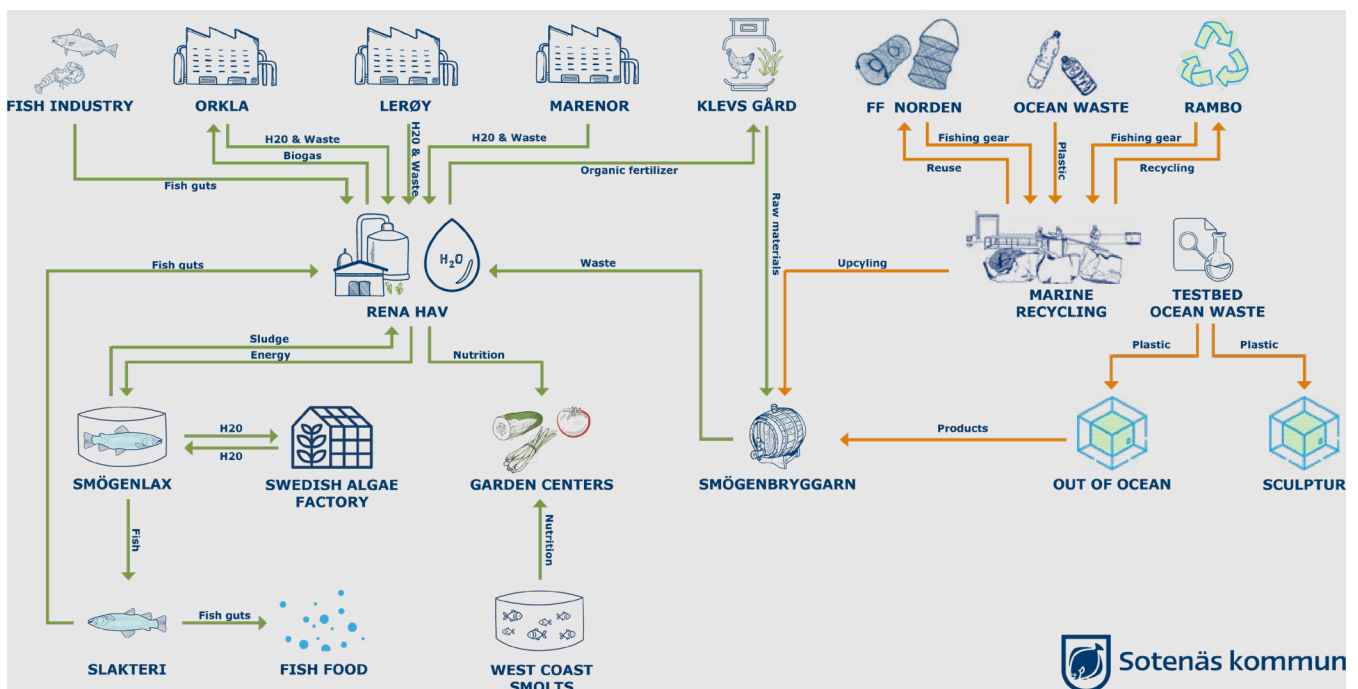 FISH INDUSTRY
ORKLA
LERØY
MARENOR
KLEVS GÅRD
FF NORDEN
OCEAN WASTE
RAMBO
H20 & Waste
Biogas
H20 & Waste
H20 & Waste
Fish guts
Organic fertilizer
Fishing gear
Reuse
Plastic
Fishing gear
Recycling
Raw materials
H₂O
Fish guts
Waste
Upcyling
RENA HAV
MARINE
RECYCLING
TESTBED
OCEAN WASTE
Sludge
Energy
Nutrition
Plastic
Plastic
H20
H20
Products
SMÖGENLAX
SWEDISH ALGAE
FACTORY
GARDEN CENTERS
SMÖGENBRYGGARN
OUT OF OCEAN
SCULPTUR
Fish
Nutrition
Fish guts
SLAKTERI
FISH FOOD
WEST COAST
SMOLTS
Sotenäs kommun